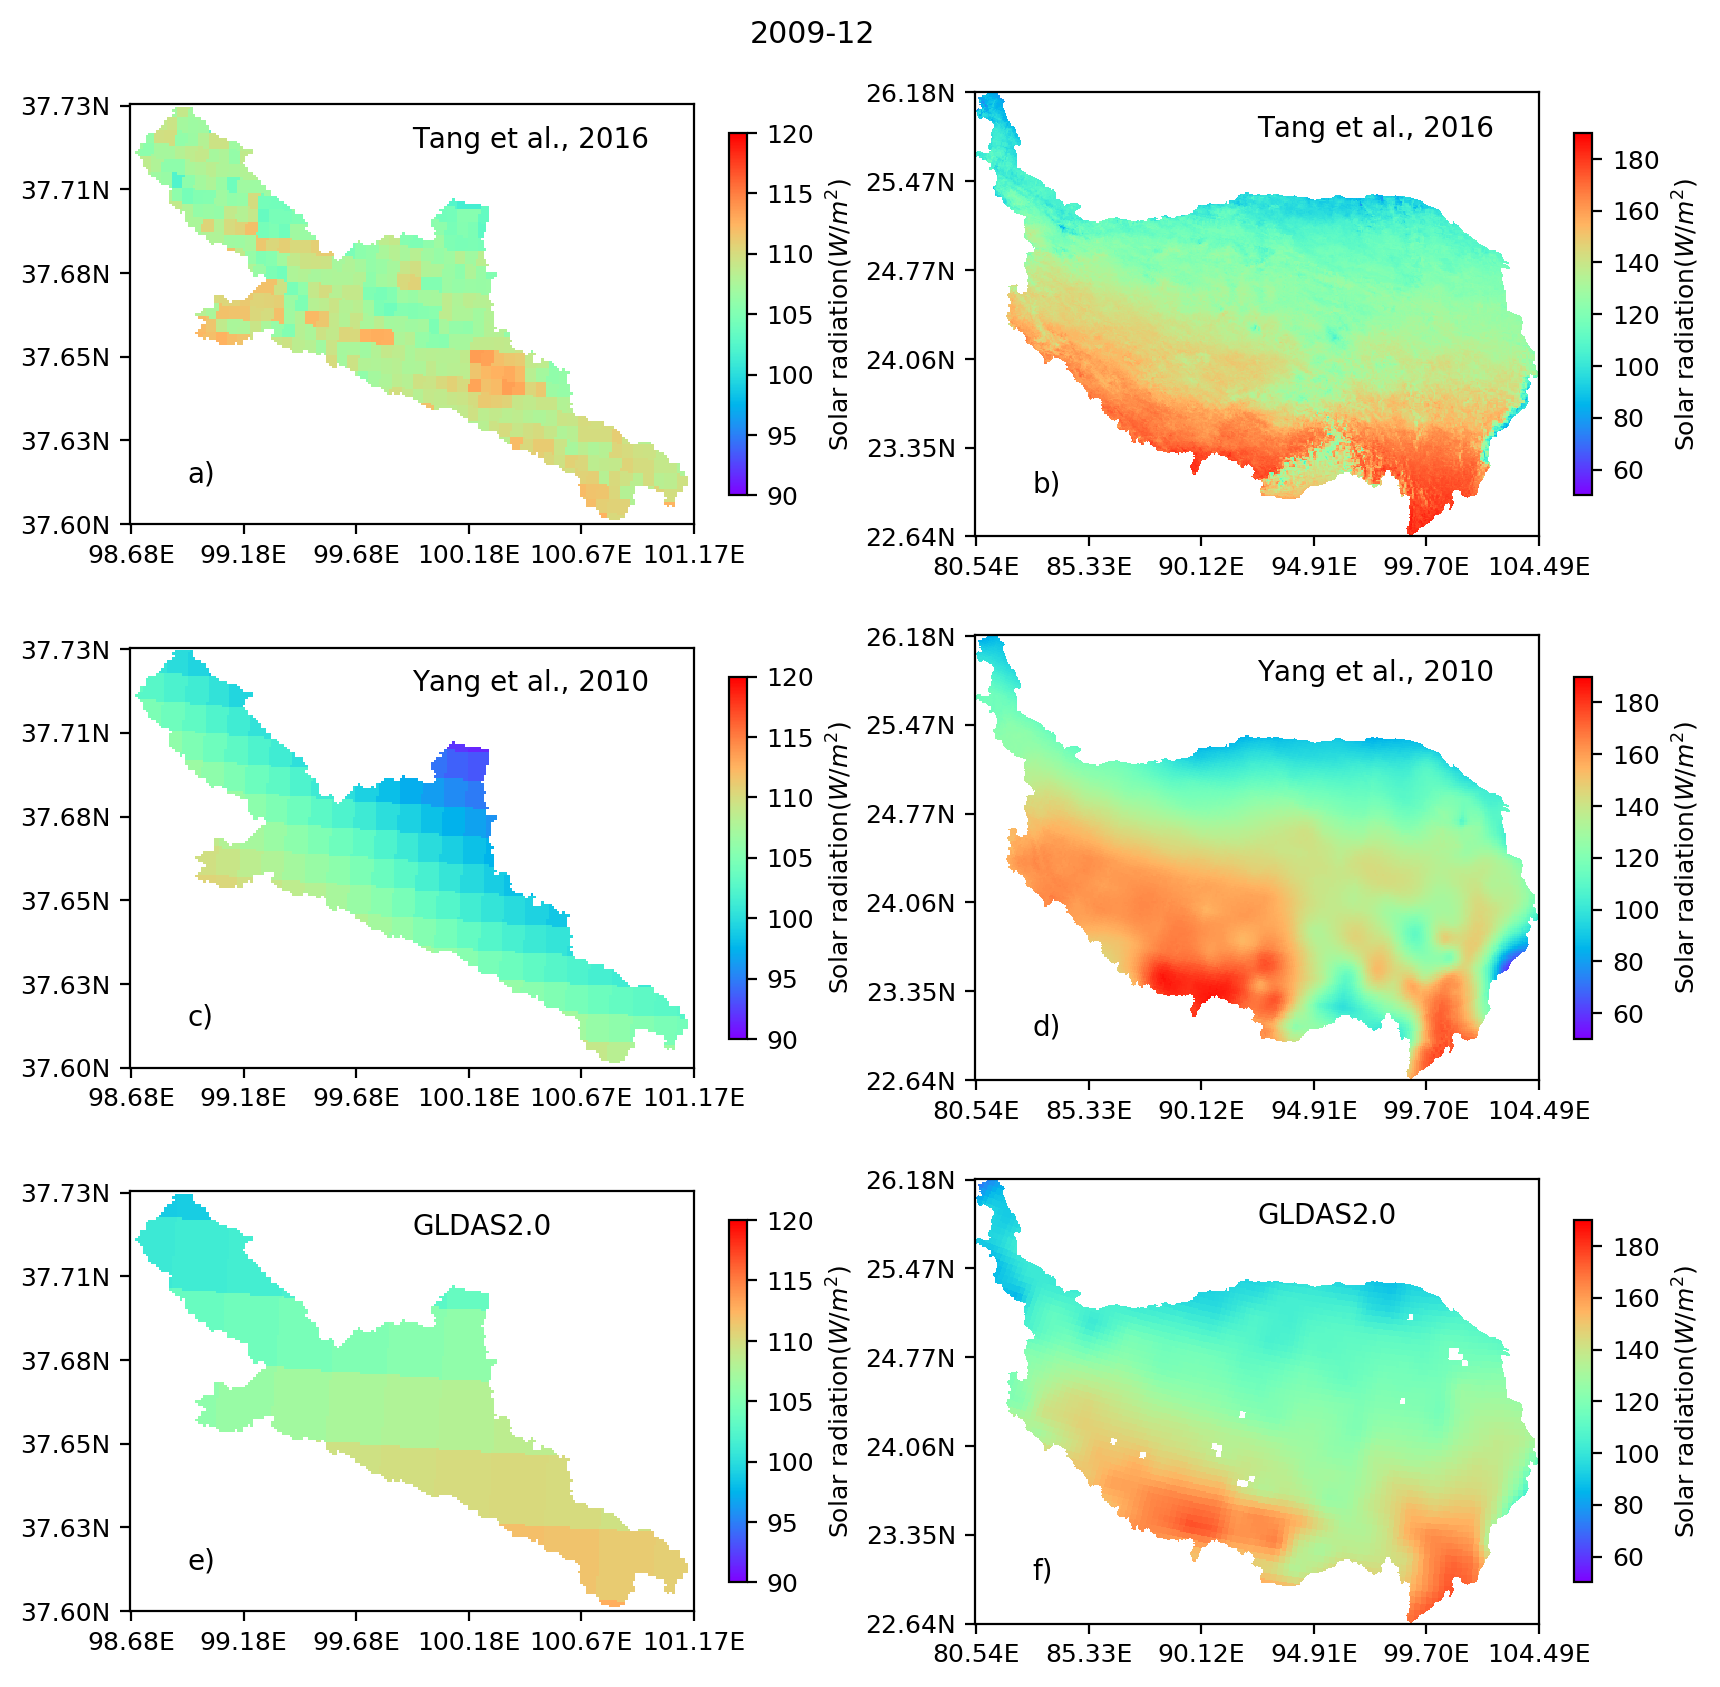 2009-12
37.73N
37.71N
37.68N
37.65N
37.63N
37.60N
98.68E 99.18E 99.68E 100.18E 100.67E 101.17E
Tang et al., 2016
a)
120
115
110
105
100
95
90
Solar radiation(W/m²)
26.18N
25.47N
24.77N
24.06N
23.35N
22.64N
80.54E 85.33E 90.12E 94.91E 99.70E 104.49E
Tang et al., 2016
b)
180
160
140
120
100
80
60
Solar radiation(W/m²)
37.73N
37.71N
37.68N
37.65N
37.63N
37.60N
98.68E 99.18E 99.68E 100.18E 100.67E 101.17E
Yang et al., 2010
c)
120
115
110
105
100
95
90
Solar radiation(W/m²)
26.18N
25.47N
24.77N
24.06N
23.35N
22.64N
80.54E 85.33E 90.12E 94.91E 99.70E 104.49E
Yang et al., 2010
d)
180
160
140
120
100
80
60
Solar radiation(W/m²)
37.73N
37.71N
37.68N
37.65N
37.63N
37.60N
98.68E 99.18E 99.68E 100.18E 100.67E 101.17E
GLDAS2.0
e)
120
115
110
105
100
95
90
Solar radiation(W/m²)
26.18N
25.47N
24.77N
24.06N
23.35N
22.64N
80.54E 85.33E 90.12E 94.91E 99.70E 104.49E
GLDAS2.0
f)
180
160
140
120
100
80
60
Solar radiation(W/m²)